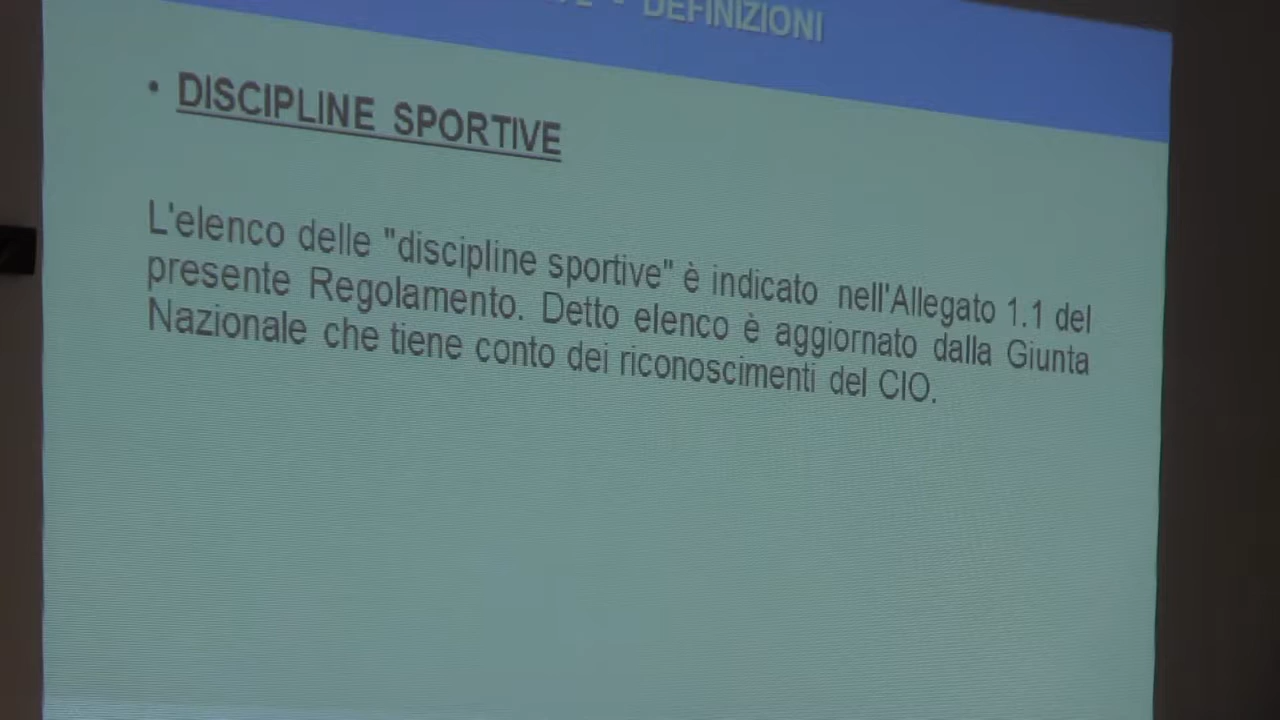 - DEFINIZIONI
• DISCIPLINE SPORTIVE
L'elenco delle "discipline sportive" è indicato nell'Allegato 1.1 del
presente Regolamento. Detto elenco è aggiornato dalla Giunta
Nazionale che tiene conto dei riconoscimenti del CIO.